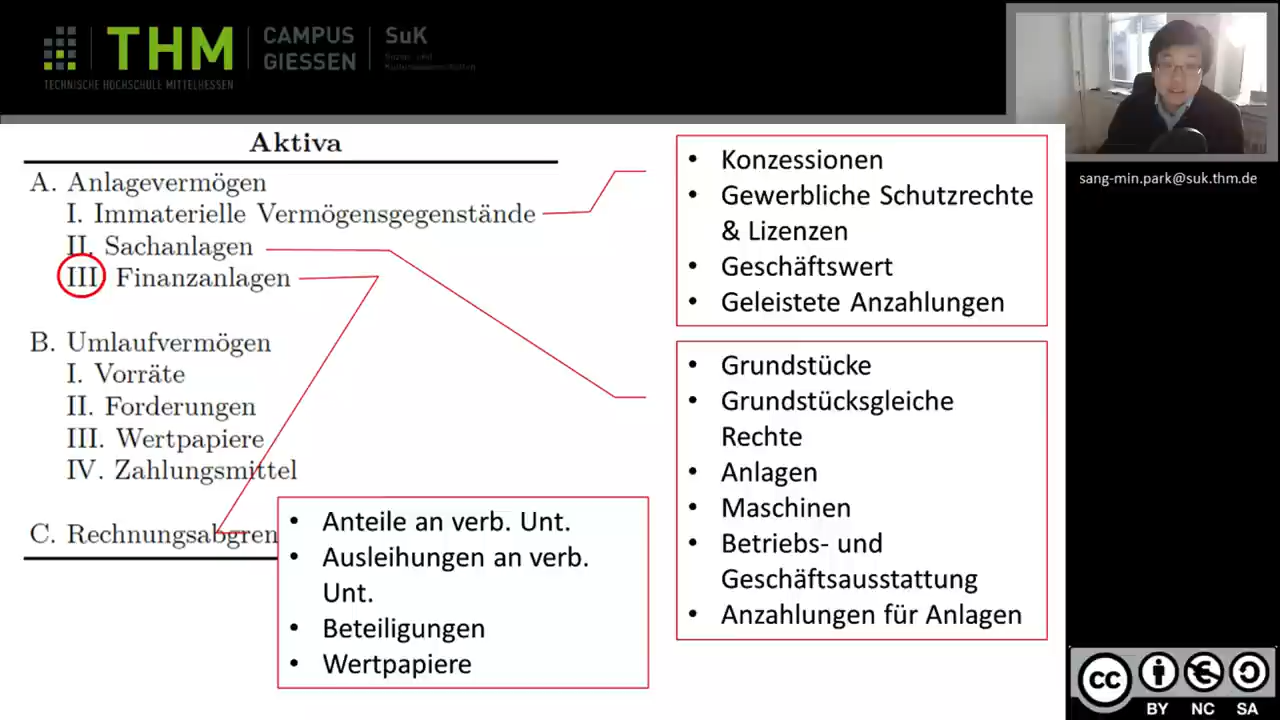 THM
CAMPUS
GIESSEN
SuK
TECHNISCHE HOCHSCHULE MITTELHESSEN
sang-min.park@suk.thm.de
Aktiva
A. Anlagevermögen
I. Immaterielle Vermögensgegenstände
II. Sachanlagen
III Finanzanlagen
B. Umlaufvermögen
I. Vorräte
II. Forderungen
III. Wertpapiere
IV. Zahlungsmittel
C. Rechnungsabgren
• Konzessionen
• Gewerbliche Schutzrechte
& Lizenzen
• Geschäftswert
• Geleistete Anzahlungen
• Grundstücke
• Grundstücksgleiche
Rechte
• Anlagen
• Maschinen
• Betriebs- und
Geschäftsausstattung
• Anzahlungen für Anlagen
• Anteile an verb. Unt.
• Ausleihungen an verb.
Unt.
• Beteiligungen
• Wertpapiere
cc
BY NC SA